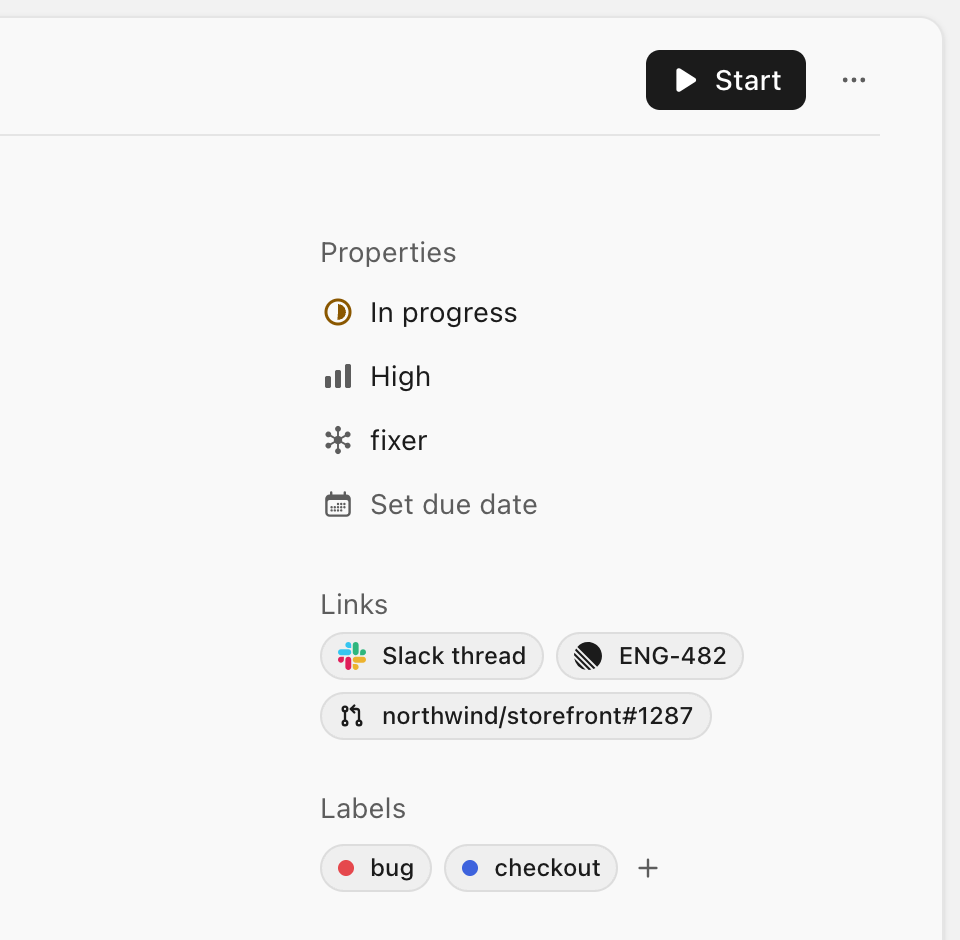 Start
Properties
In progress
High
fixer
Set due date
Links
Slack thread ENG-482
northwind/storefront#1287
Labels
bug checkout